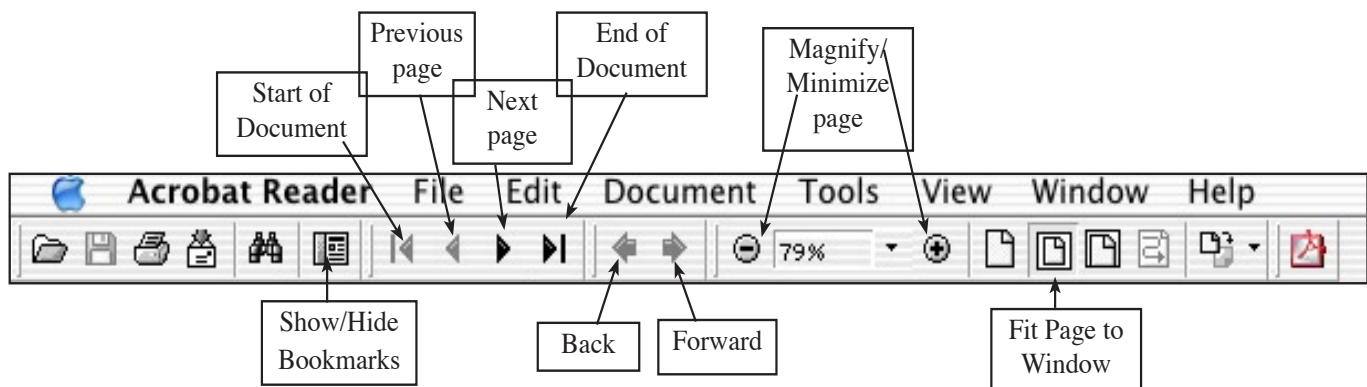 Previous
page
End of
Document
Magnify/
Minimize
page
Start of
Document
Next
page
Acrobat Reader File Edit Document Tools View Window Help
79%
Show/Hide
Bookmarks
Back
Forward
Fit Page to
Window